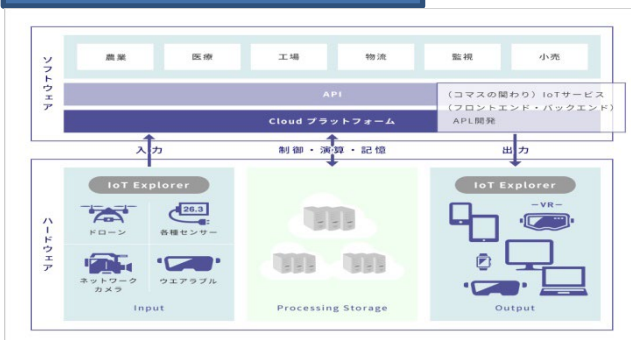 ソフトウェア
農業
医療
工場
物流
監視
小売
API
(コマスの関わり) IoTサービス
(フロントエンド・バックエンド)
APL開発
Cloud プラットフォーム
入力
制御・演算・記憶
出力
ハードウェア
IoT Explorer
ドローン
26.3
各種センサー
ネットワーク
カメラ
ウエアラブル
Input
Processing Storage
IoT Explorer
−VR−
Output